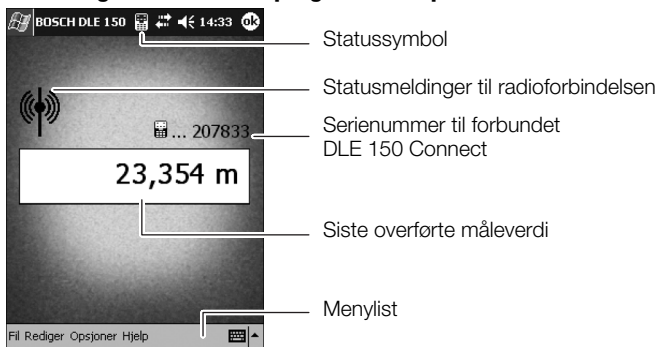 BOSCH DLE 150 14:33 ok
Statussymbol
Statusmeldinger til radioforbindelsen
... 207833
Serienummer til forbundet
DLE 150 Connect
23,354 m
Siste overførte måleverdi
Menylist
Fil Rediger Opsjoner Hjelp